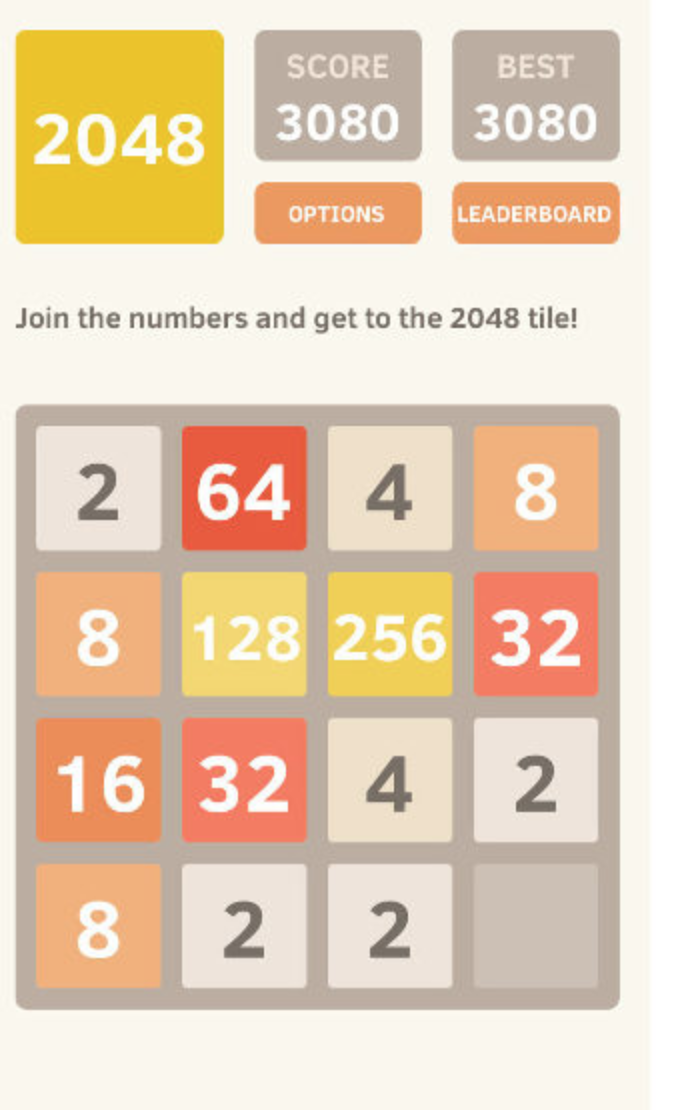 2048
SCORE
3080
BEST
3080
OPTIONS
LEADERBOARD
Join the numbers and get to the 2048 tile!
2 64 4 8
8 128 256 32
16 32 4 2
8 2 2